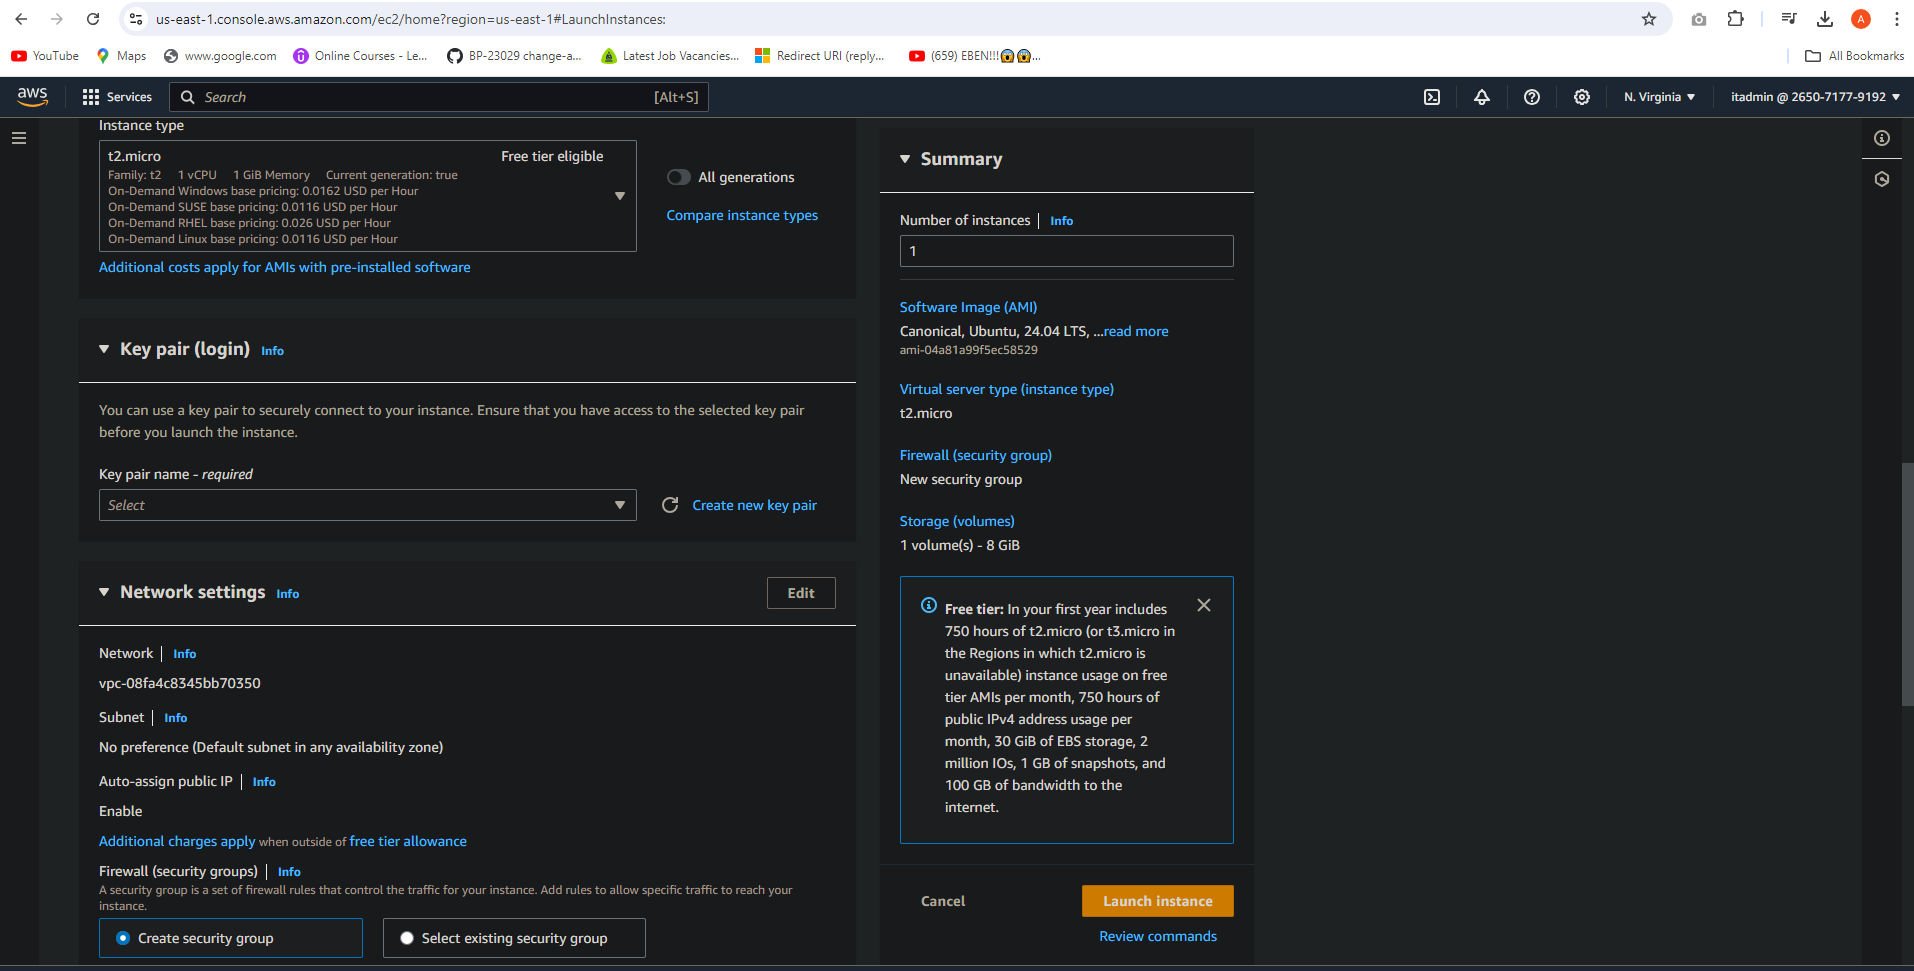 us-east-1.console.aws.amazon.com/ec2/home?region=us-east-1#LaunchInstances:
A
YouTube
Maps
www.google.com
Online Courses - Le...
BP-23029 change-a...
Latest Job Vacancies...
Redirect URI (reply...
(659) EBEN!!!😱😱...
All Bookmarks
aws
Services
Search
[Alt+S]
N. Virginia
itadmin @ 2650-7177-9192
Instance type
t2.micro
Free tier eligible
Family: t2 1 vCPU 1 GiB Memory Current generation: true
On-Demand Windows base pricing: 0.0162 USD per Hour
On-Demand SUSE base pricing: 0.0116 USD per Hour
On-Demand RHEL base pricing: 0.026 USD per Hour
On-Demand Linux base pricing: 0.0116 USD per Hour
All generations
Compare instance types
Additional costs apply for AMIs with pre-installed software
Key pair (login) Info
You can use a key pair to securely connect to your instance. Ensure that you have access to the selected key pair
before you launch the instance.
Key pair name - required
Select
Create new key pair
Network settings Info
Edit
Network | Info
vpc-08fa4c8345bb70350
Subnet | Info
No preference (Default subnet in any availability zone)
Auto-assign public IP | Info
Enable
Additional charges apply when outside of free tier allowance
Firewall (security groups) | Info
A security group is a set of firewall rules that control the traffic for your instance. Add rules to allow specific traffic to reach your
instance.
Create security group
Select existing security group
Summary
Number of instances | Info
1
Software Image (AMI)
Canonical, Ubuntu, 24.04 LTS, ...read more
ami-04a81a99f5ec58529
Virtual server type (instance type)
t2.micro
Firewall (security group)
New security group
Storage (volumes)
1 volume(s) - 8 GiB
Free tier: In your first year includes
750 hours of t2.micro (or t3.micro in
the Regions in which t2.micro is
unavailable) instance usage on free
tier AMIs per month, 750 hours of
public IPv4 address usage per
month, 30 GiB of EBS storage, 2
million IOs, 1 GB of snapshots, and
100 GB of bandwidth to the
internet.
Cancel
Launch instance
Review commands